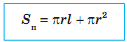 Sₙ = πrl + πr²